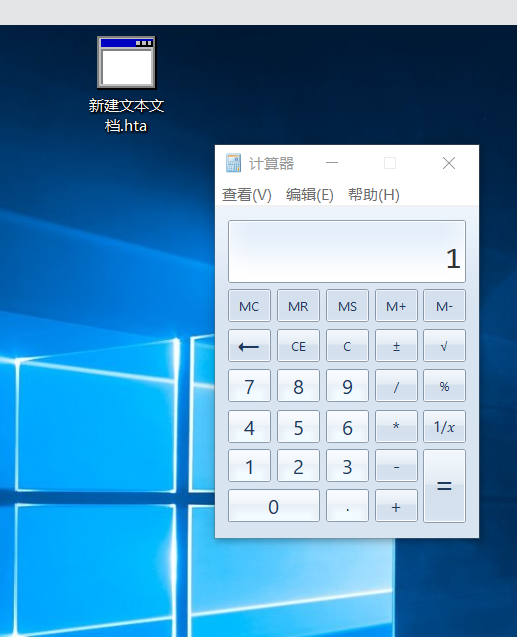 新建文本文
档.hta
计算器
查看(V) 编辑(E) 帮助(H)
1
MC MR MS M+ M-
← CE C ± √
7 8 9 / %
4 5 6 * 1/x
1 2 3 - =
0 . +